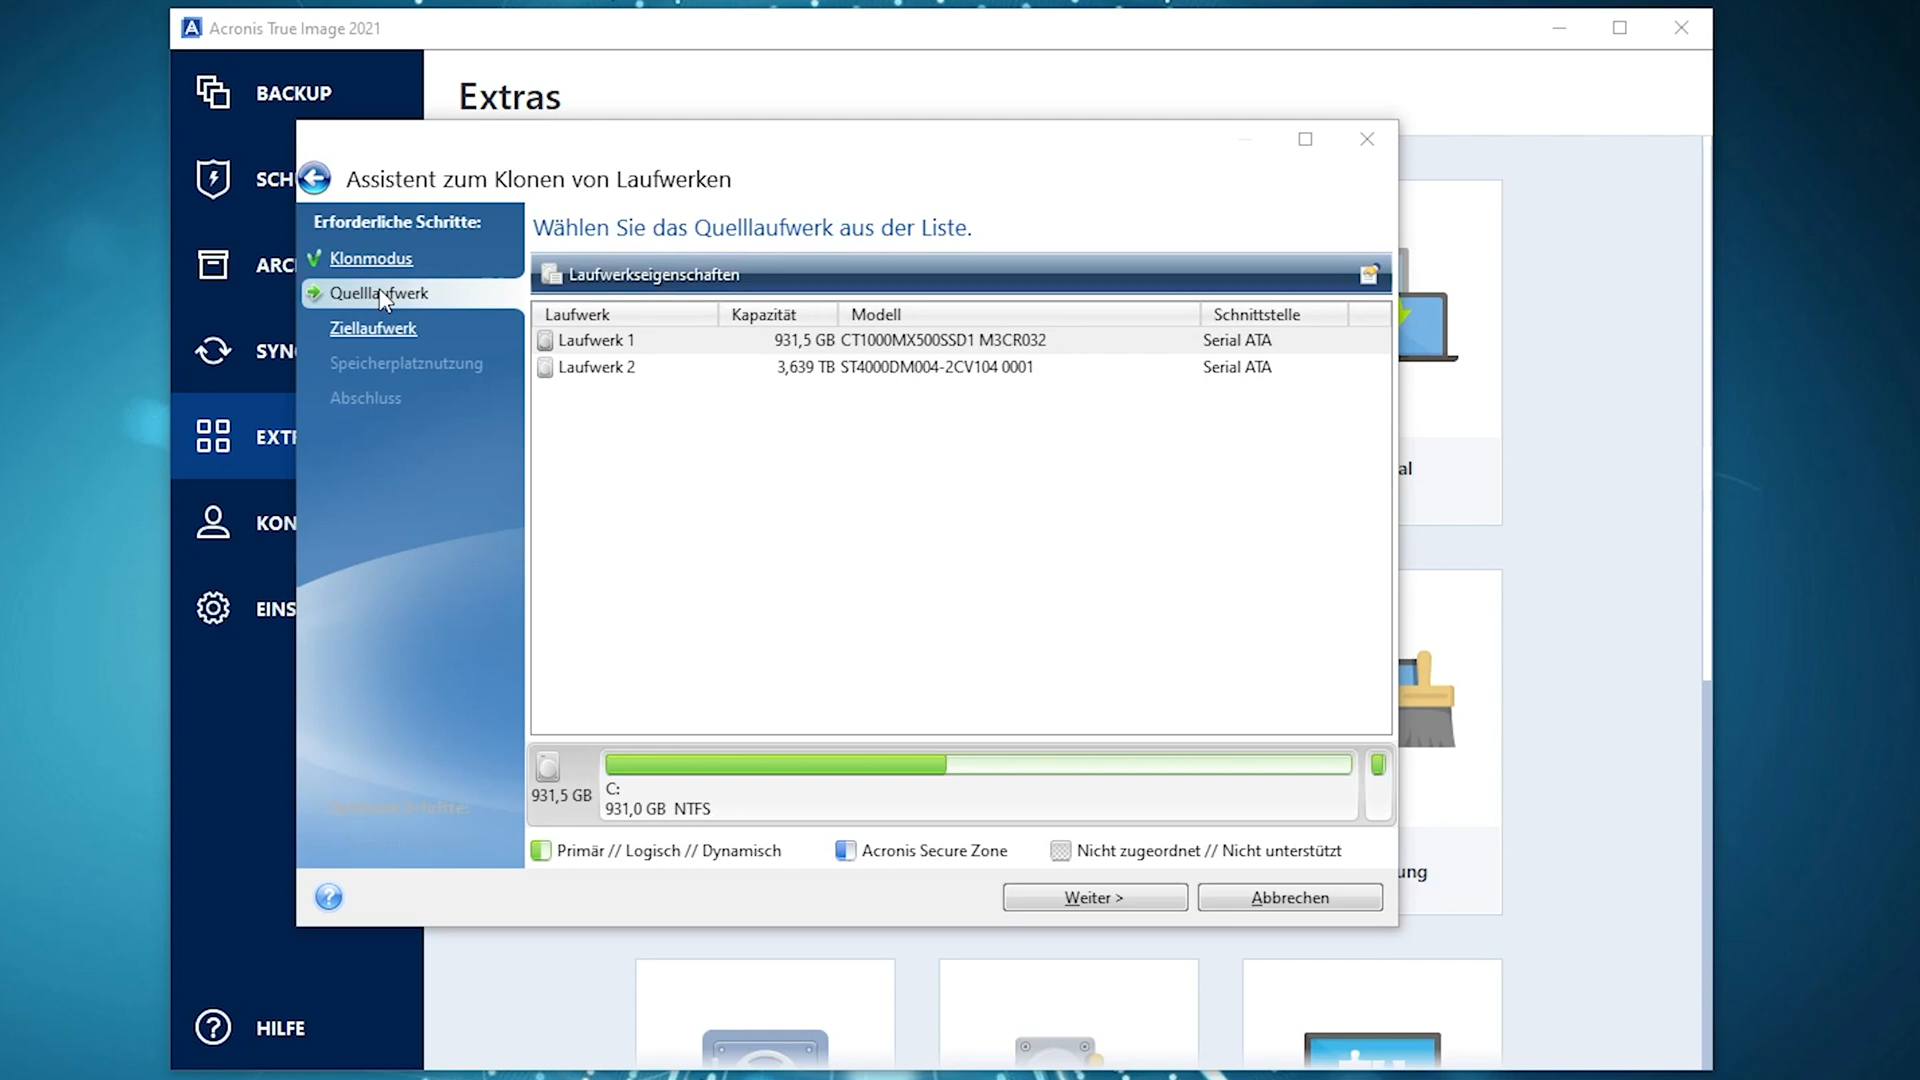 Acronis True Image 2021
BACKUP
Extras
SCH
Assistent zum Klonen von Laufwerken
Erforderliche Schritte:
Wählen Sie das Quelllaufwerk aus der Liste.
Klonmodus
ARC
Laufwerkseigenschaften
Quelllaufwerk
Laufwerk Kapazität Modell Schnittstelle
Ziellaufwerk
Laufwerk 1 931,5 GB CT1000MX500SSD1 M3CR032 Serial ATA
SYN
Speicherplatznutzung
Laufwerk 2 3,639 TB ST4000DM004-2CV104 0001 Serial ATA
Abschluss
EXT
al
KON
EINS
C:
931,5 GB
931,0 GB NTFS
Primär // Logisch // Dynamisch Acronis Secure Zone Nicht zugeordnet // Nicht unterstützt
ung
Weiter > Abbrechen
HILFE